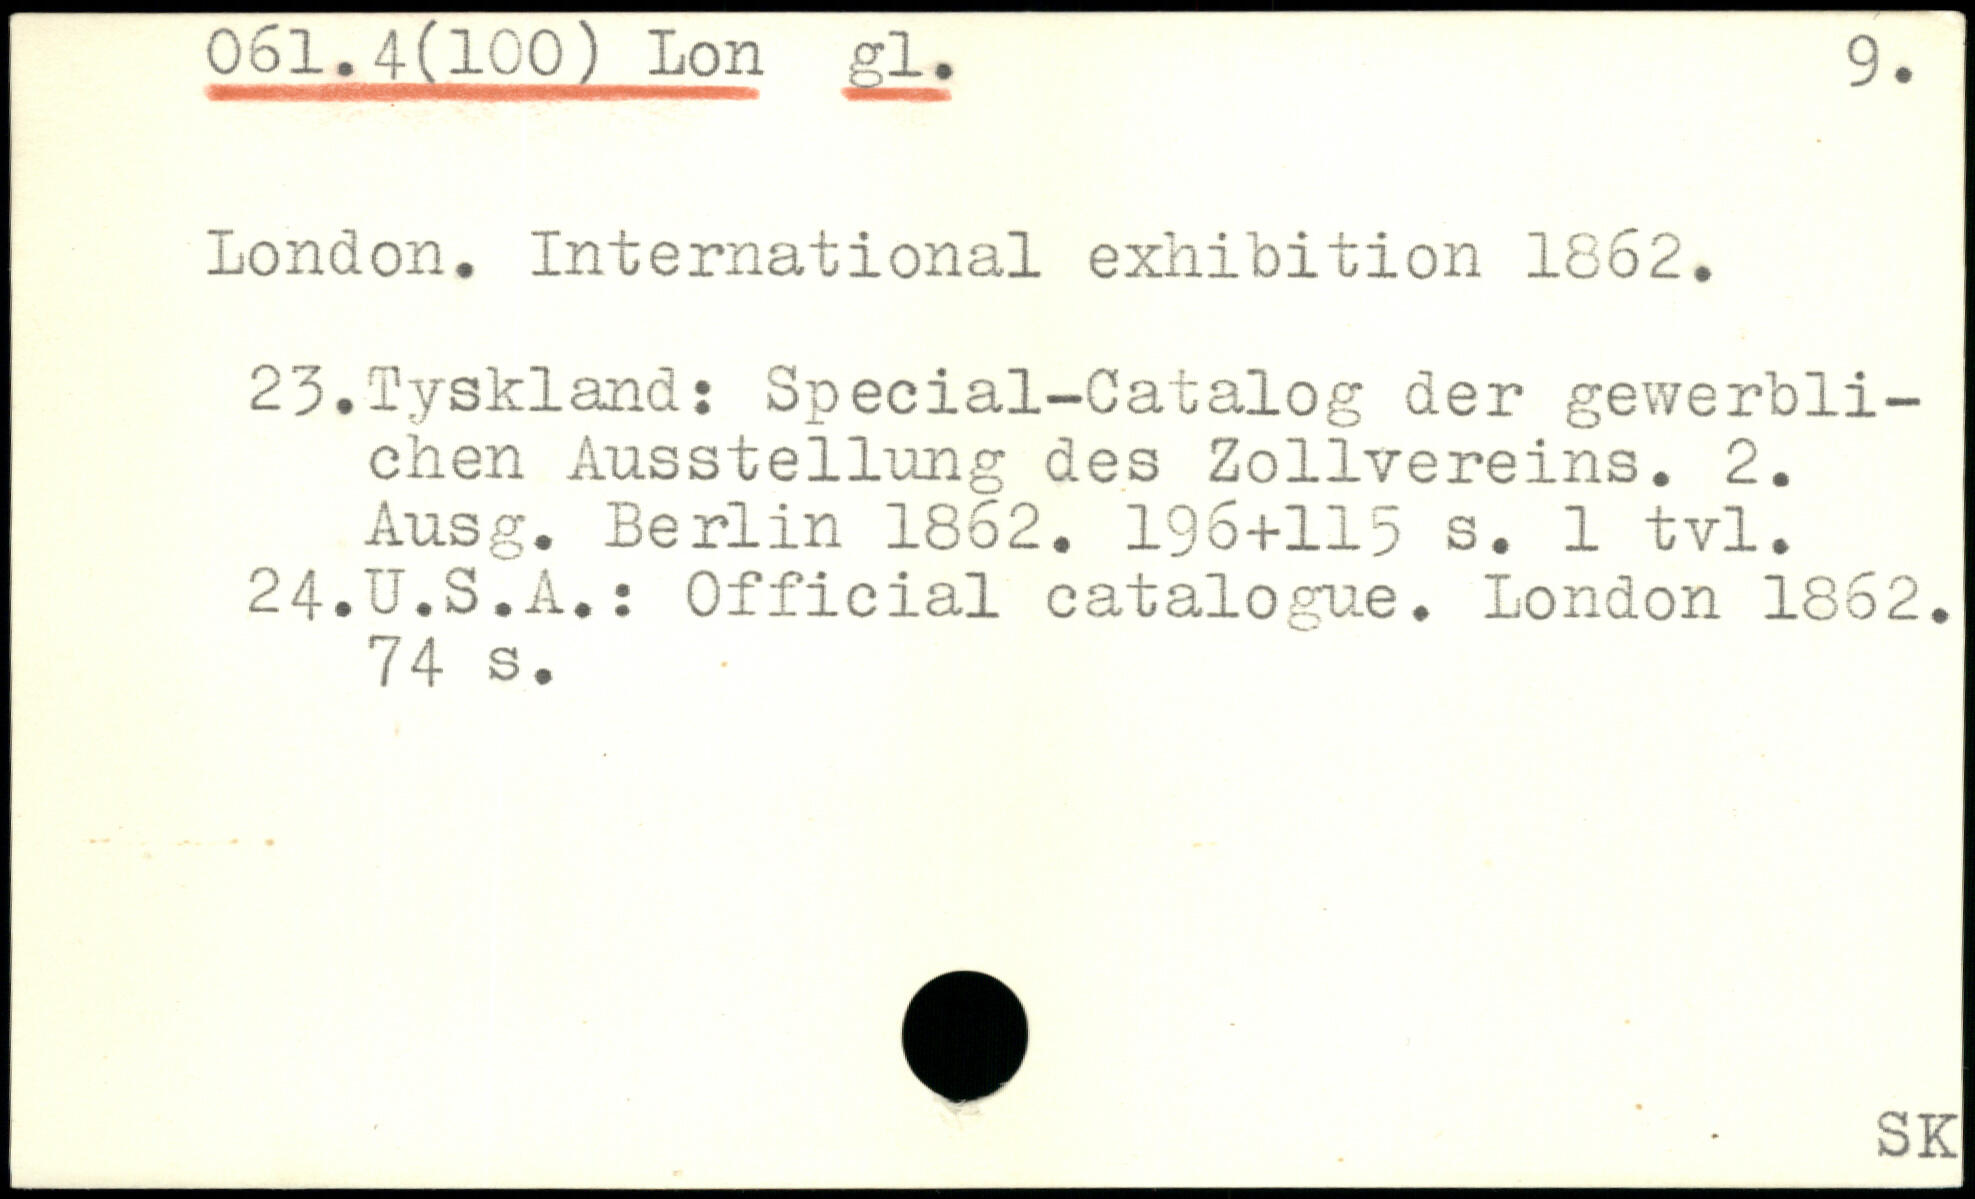 061.4(100) Lon gl. 9.
London. International exhibition 1862.
23.Tyskland: Special-Catalog der gewerbli-
chen Ausstellung des Zollvereins. 2.
Ausg. Berlin 1862. 196+115 s. 1 tvl.
24.U.S.A.: Official catalogue. London 1862.
74 s.
SK